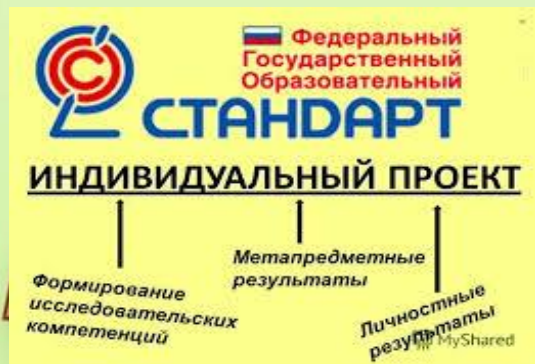 Федеральный
Государственный
Образовательный
СТАНДАРТ
ИНДИВИДУАЛЬНЫЙ ПРОЕКТ
Метапредметные
результаты
Формирование
исследовательских
компетенций
Личностные
результаты
MyShared